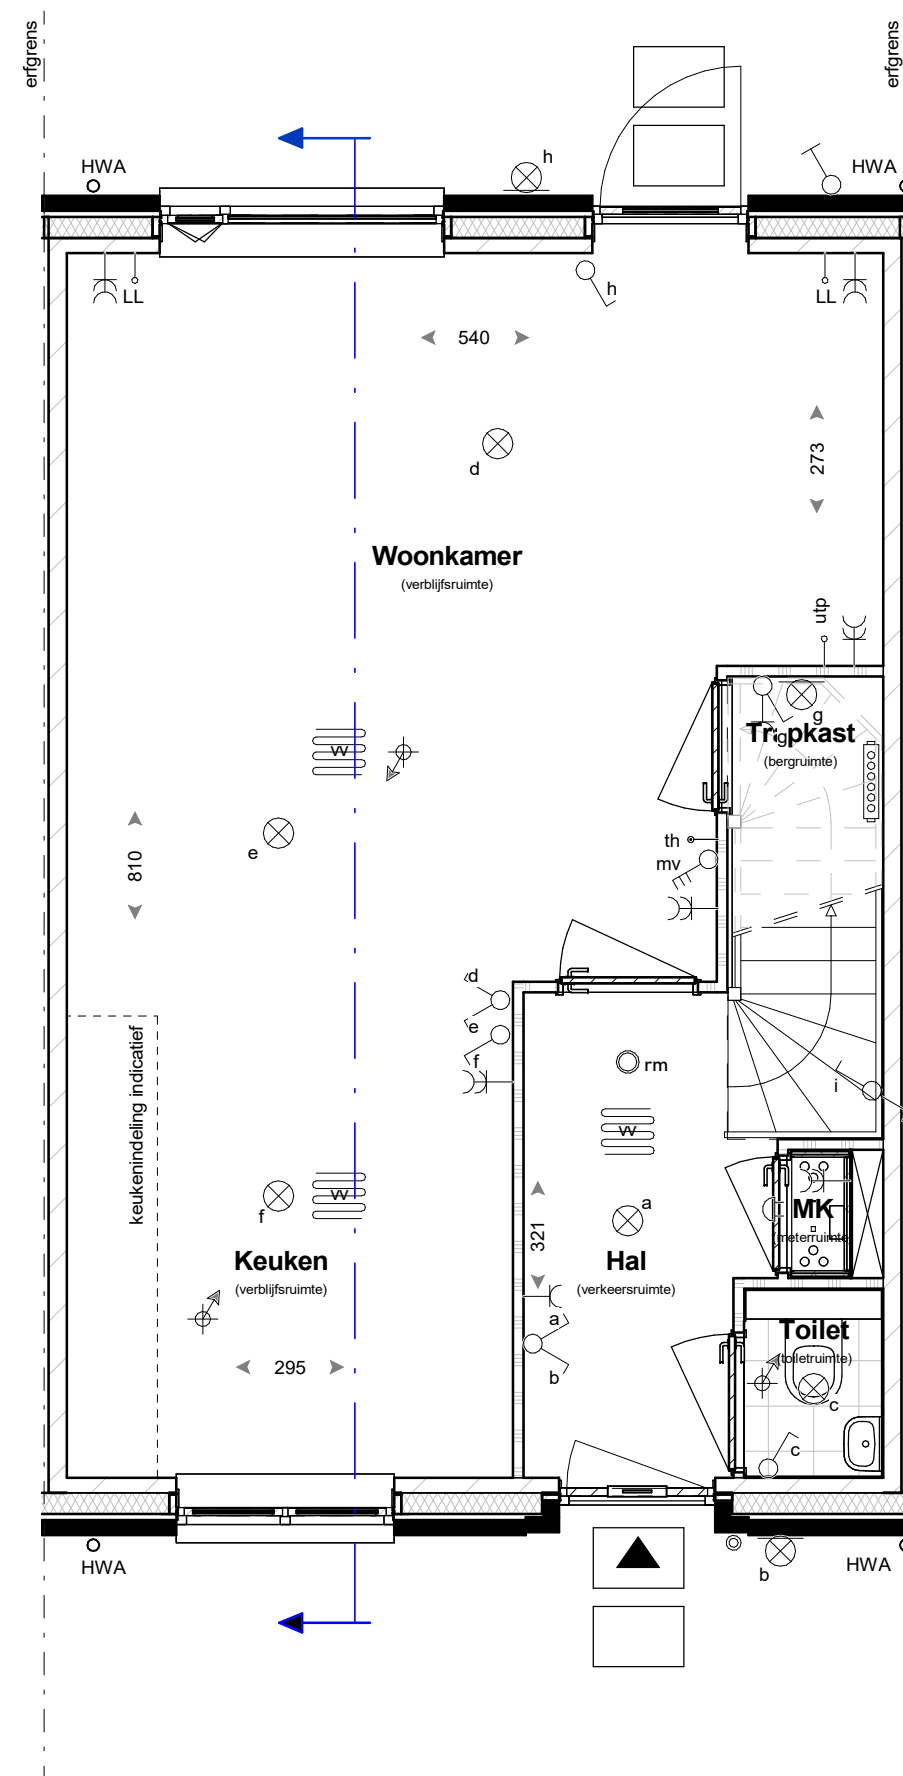 erfgrens
erfgrens
HWA
h
HWA
LL
h
LL
540
273
d
Woonkamer
(verblijfsruimte)
utp
g
g
Trapkast
(bergruimte)
VV
e
810
th
mv
d
e
f
keukenindeling indicatief
rm
VV
i
VV
f
a
MK
(meterruimte)
321
Keuken
(verblijfsruimte)
Hal
(verkeersruimte)
a
b
Toilet
(toiletruimte)
295
c
c
HWA
b
HWA